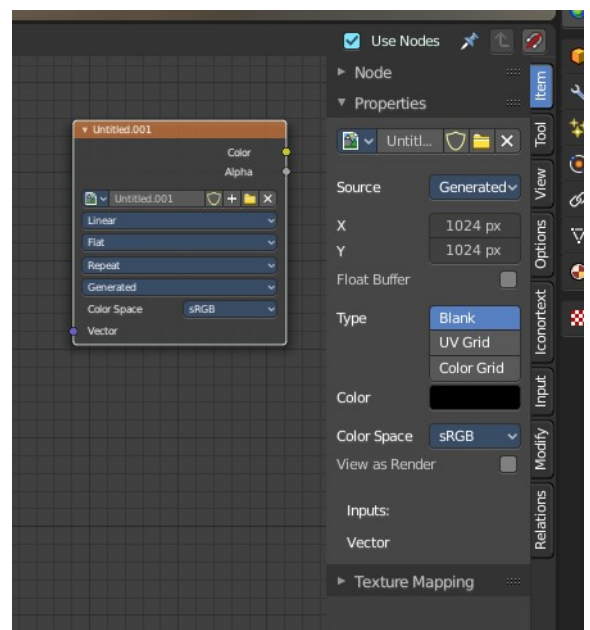 Use Nodes
Node
Properties
Untitl...
Source Generated
X 1024 px
Y 1024 px
Float Buffer
Type Blank
UV Grid
Color Grid
Color
Color Space sRGB
View as Render
Inputs:
Vector
Texture Mapping
Untitled.001
Color
Alpha
Untitled.001
Linear
Flat
Repeat
Generated
Color Space sRGB
Vector
Item
Tool
View
Options
Iconortext
Input
Modify
Relations